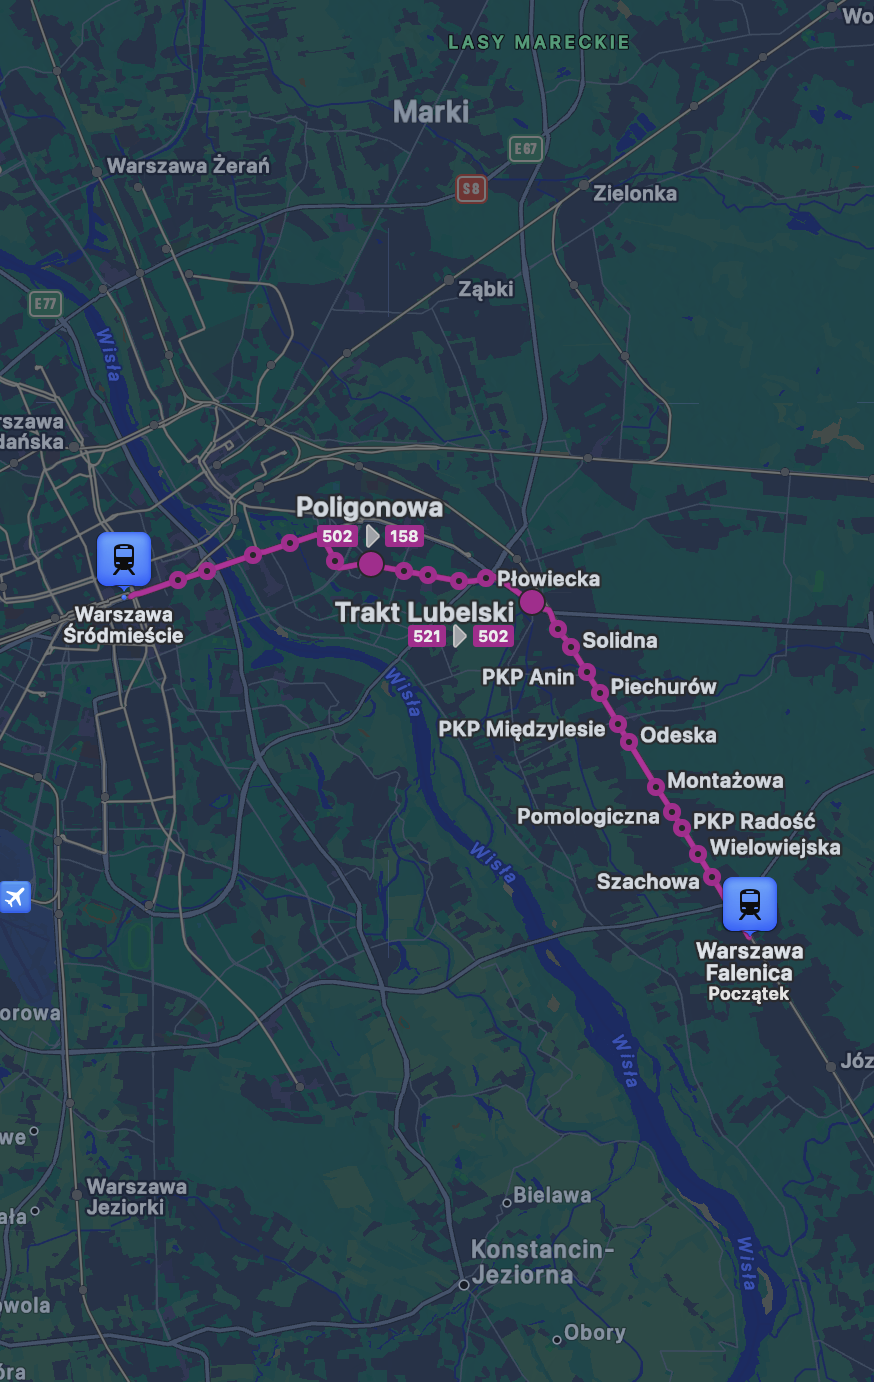 Wo
LASY MARECKIE
Marki
E67
Warszawa Żerań
S8
Zielonka
Ząbki
E77
Wisła
rszawa
dańska
Poligonowa
502 158
Płowiecka
Warszawa
Śródmieście
Trakt Lubelski
521 502
Solidna
PKP Anin
Piechurów
Wisła
PKP Międzylesie
Odeska
Montażowa
Pomologiczna
PKP Radość
Wielowiejska
Wisła
Szachowa
Warszawa
Falenica
Początek
orowa
Wisła
Józ
we
Warszawa
Jeziorki
Bielawa
ała
Konstancin-
Jeziorna
Wisła
owola
Obory
óra